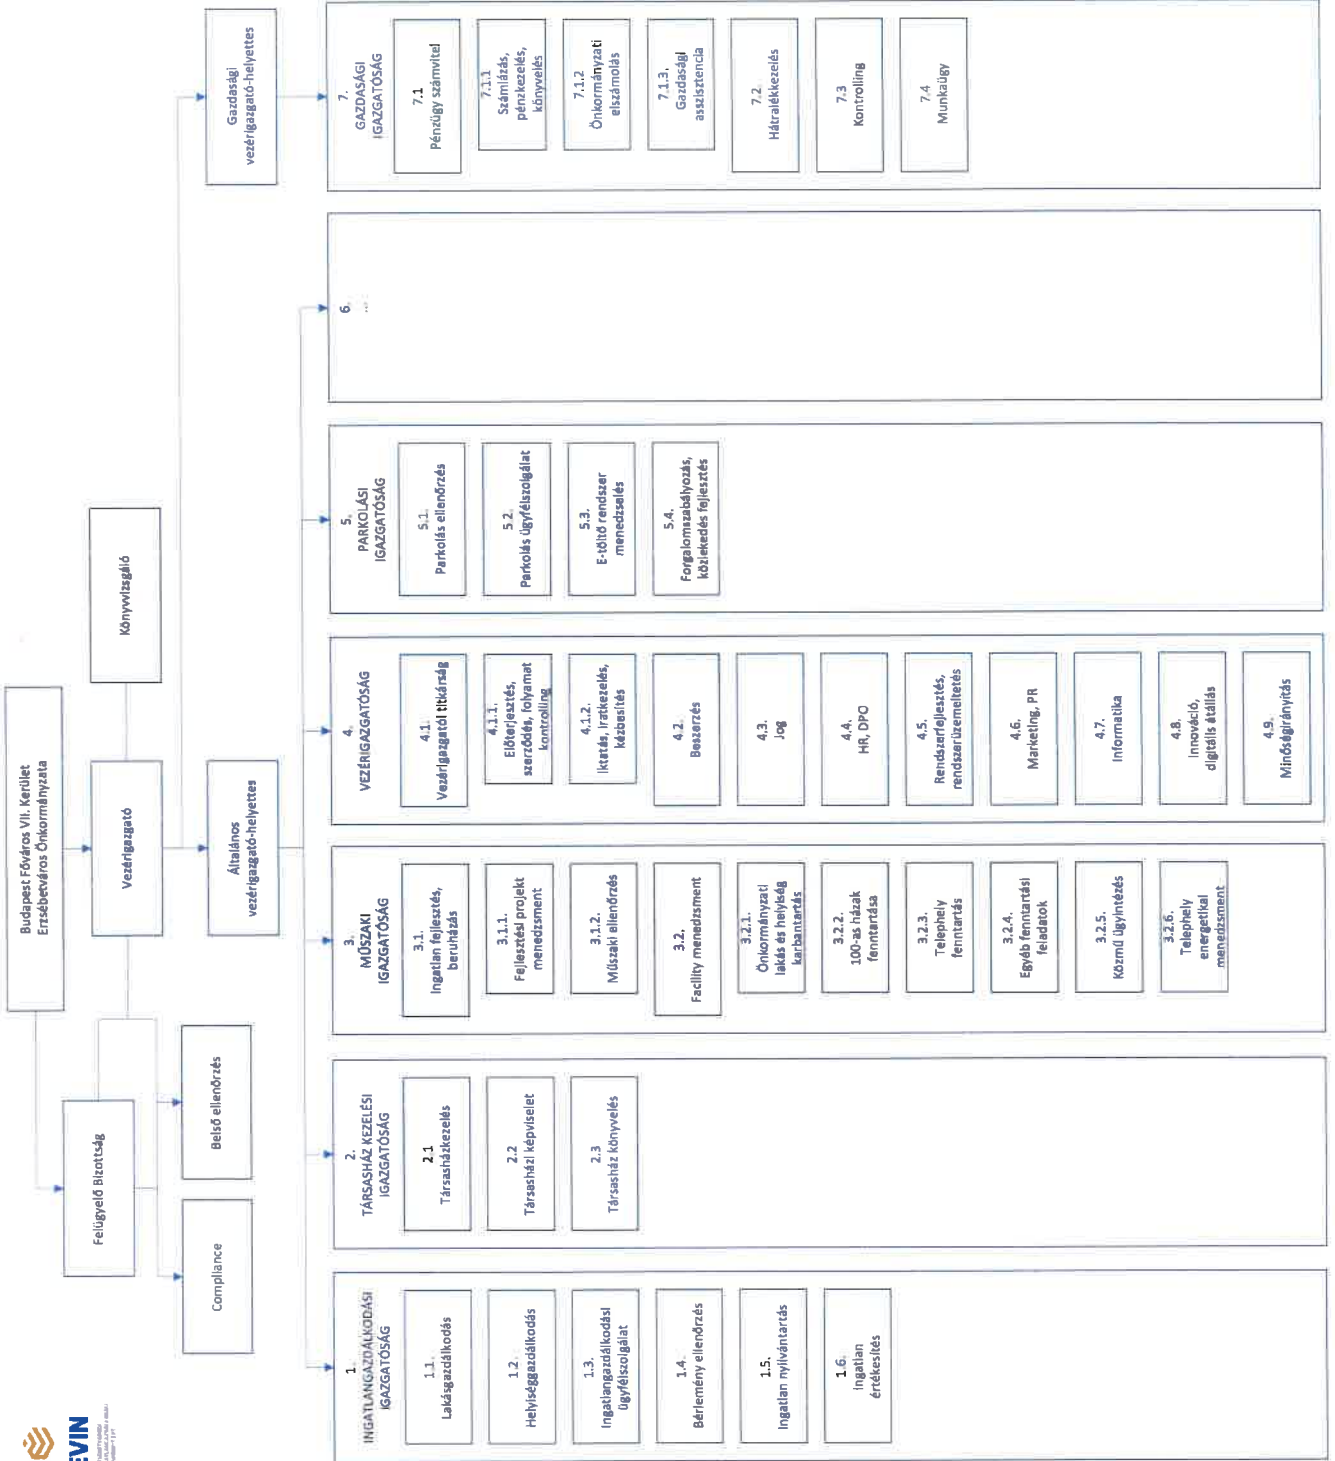 EVIN
Budapest Főváros VII. Kerület
Erzsébetváros Önkormányzata
Felügyelő Bizottság
Vezérigazgató
Könyvvizsgáló
Compliance
Belső ellenőrzés
Általános
vezérigazgató-helyettes
Gazdasági
vezérigazgató-helyettes
1.
INGATLANGAZDÁLKODÁSI
IGAZGATÓSÁG
1.1.
Lakásgazdálkodás
1.2.
Helyiséggazdálkodás
1.3.
Ingatlangazdálkodási
ügyfélszolgálat
1.4.
Bérlemény ellenőrzés
1.5.
Ingatlan nyilvántartás
1.6.
Ingatlan
értékesítés
2.
TÁRSASHÁZ KEZELÉSI
IGAZGATÓSÁG
2.1
Társasházkezelés
2.2
Társasházi képviselet
2.3
Társasház könyvelés
3.
MŰSZAKI
IGAZGATÓSÁG
3.1.
Ingatlan fejlesztés,
beruházás
3.1.1.
Fejlesztési projekt
menedzsment
3.1.2.
Műszaki ellenőrzés
3.2.
Facility menedzsment
3.2.1.
Önkormányzati
lakás és helyiség
karbantartás
3.2.2.
100-as házak
fenntartása
3.2.3.
Telephely
fenntartás
3.2.4.
Egyéb fenntartási
feladatok
3.2.5.
Közmű ügyintézés
3.2.6.
Telephely
energetikai
menedzsment
4.
VEZÉRIGAZGATÓSÁG
4.1.
Vezérigazgatói titkárság
4.1.1.
Előterjesztés,
szerződés, folyamat
kontrolling
4.1.2.
Iktatás, iratkezelés,
kézbesítés
4.2.
Beszerzés
4.3.
Jog
4.4.
HR, DPO
4.5.
Rendszerfejlesztés,
rendszerüzemeltetés
4.6.
Marketing, PR
4.7.
Informatika
4.8.
Innováció,
digitális átállás
4.9.
Minőségirányítás
5.
PARKOLÁSI
IGAZGATÓSÁG
5.1.
Parkolás ellenőrzés
5.2.
Parkolás ügyfélszolgálat
5.3.
E-töltő rendszer
menedzselés
5.4.
Forgalomszabályozás,
közlekedés fejlesztés
6.
...
7.
GAZDASÁGI
IGAZGATÓSÁG
7.1
Pénzügy számvitel
7.1.1
Számlázás,
pénzkezelés,
könyvelés
7.1.2
Önkormányzati
elszámolás
7.1.3.
Gazdasági
asszisztencia
7.2.
Hátralékkezelés
7.3
Kontrolling
7.4
Munkaügy